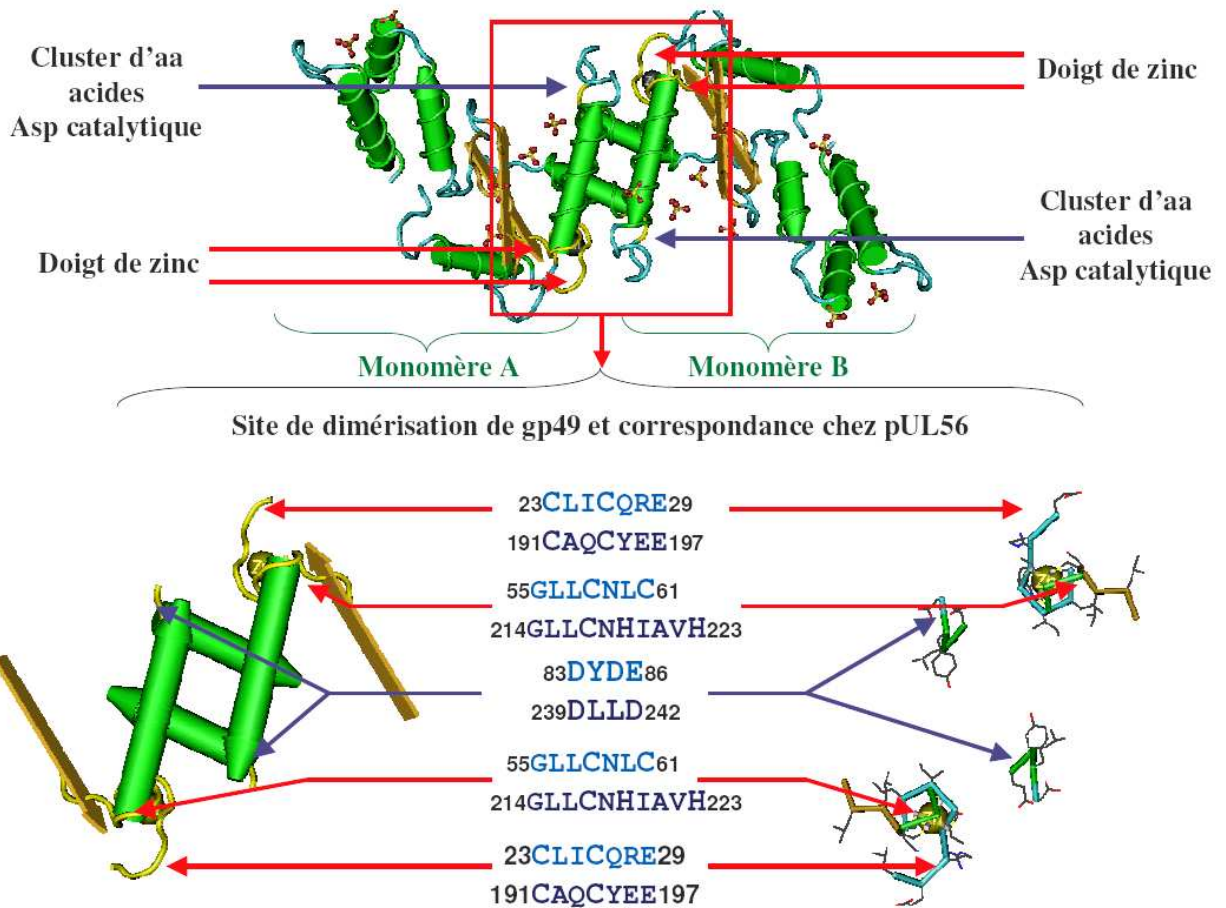 Cluster d'aa
acides
Asp catalytique
Doigt de zinc
Doigt de zinc
Cluster d'aa
acides
Asp catalytique
Monomère A
Monomère B
Site de dimérisation de gp49 et correspondance chez pUL56
23CLICQRE29
191CAQCYEE197
55GLLCNLC61
214GLLCNHIAVH223
83DYDE86
239DLLD242
55GLLCNLC61
214GLLCNHIAVH223
23CLICQRE29
191CAQCYEE197